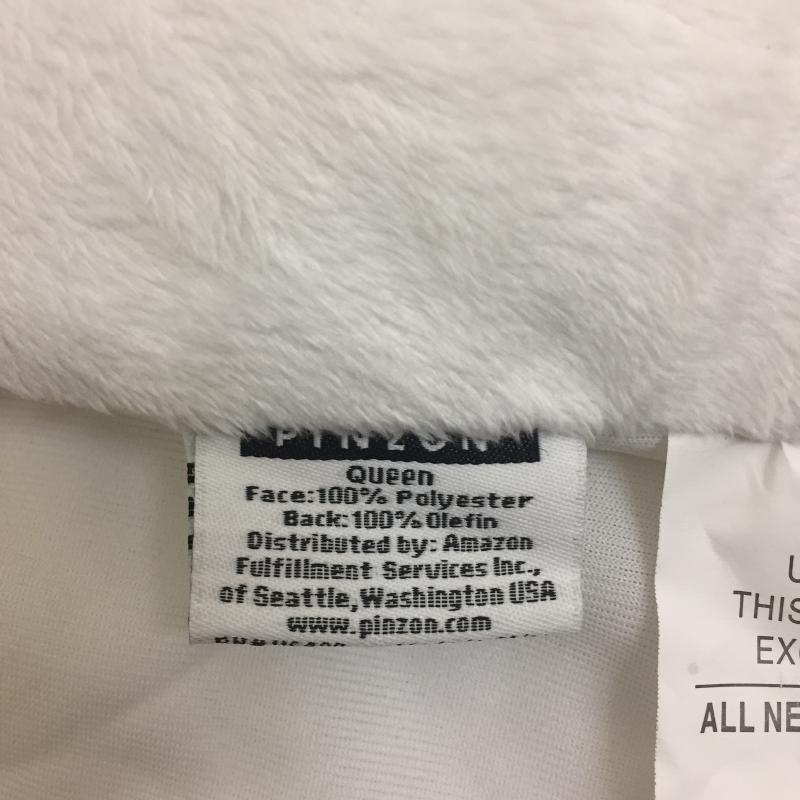 PINZON
Queen
Face:100% Polyester
Back:100% Olefin
Distributed by: Amazon
Fulfillment Services Inc.,
of Seattle,Washington USA
www.pinzon.com
U
THIS
EXC
ALL NE